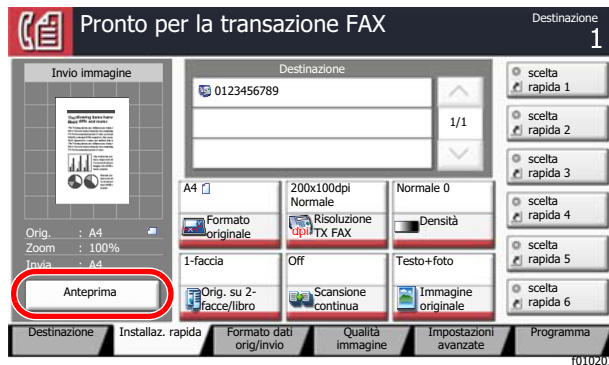 Pronto per la transazione FAX
Destinazione
1
Invio immagine
Orig. : A4
Zoom : 100%
Invia : A4
Anteprima
Destinazione
0123456789
1/1
A4
Formato
originale
200x100dpi
Normale
dpi
Risoluzione
TX FAX
Normale 0
Densità
1-faccia
Orig. su 2-
facce/libro
Off
Scansione
continua
Testo+foto
Immagine
originale
scelta
rapida 1
scelta
rapida 2
scelta
rapida 3
scelta
rapida 4
scelta
rapida 5
scelta
rapida 6
Destinazione
Installaz. rapida
Formato dati
orig/invio
Qualità
immagine
Impostazioni
avanzate
Programma